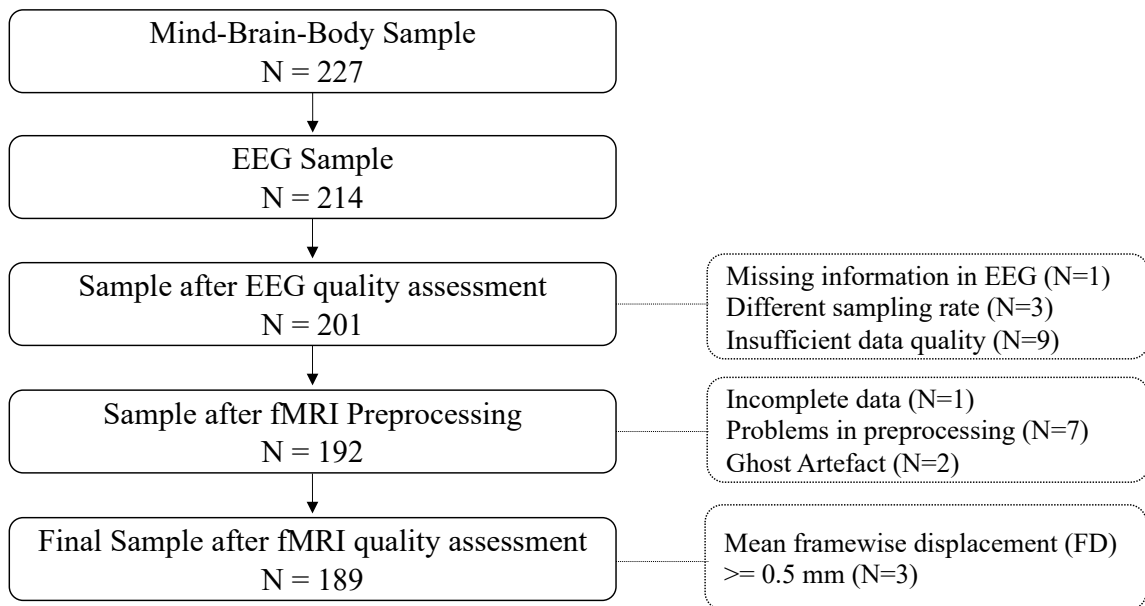 Mind-Brain-Body Sample
N = 227
EEG Sample
N = 214
Sample after EEG quality assessment
N = 201
Missing information in EEG (N=1)
Different sampling rate (N=3)
Insufficient data quality (N=9)
Sample after fMRI Preprocessing
N = 192
Incomplete data (N=1)
Problems in preprocessing (N=7)
Ghost Artefact (N=2)
Final Sample after fMRI quality assessment
N = 189
Mean framewise displacement (FD)
>= 0.5 mm (N=3)